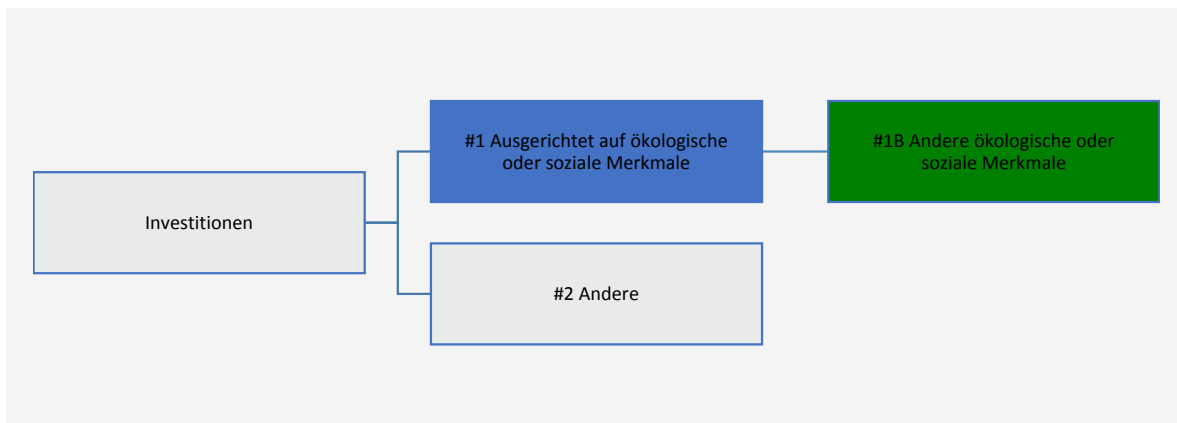 #1 Ausgerichtet auf ökologische
oder soziale Merkmale
#1B Andere ökologische oder
soziale Merkmale
Investitionen
#2 Andere